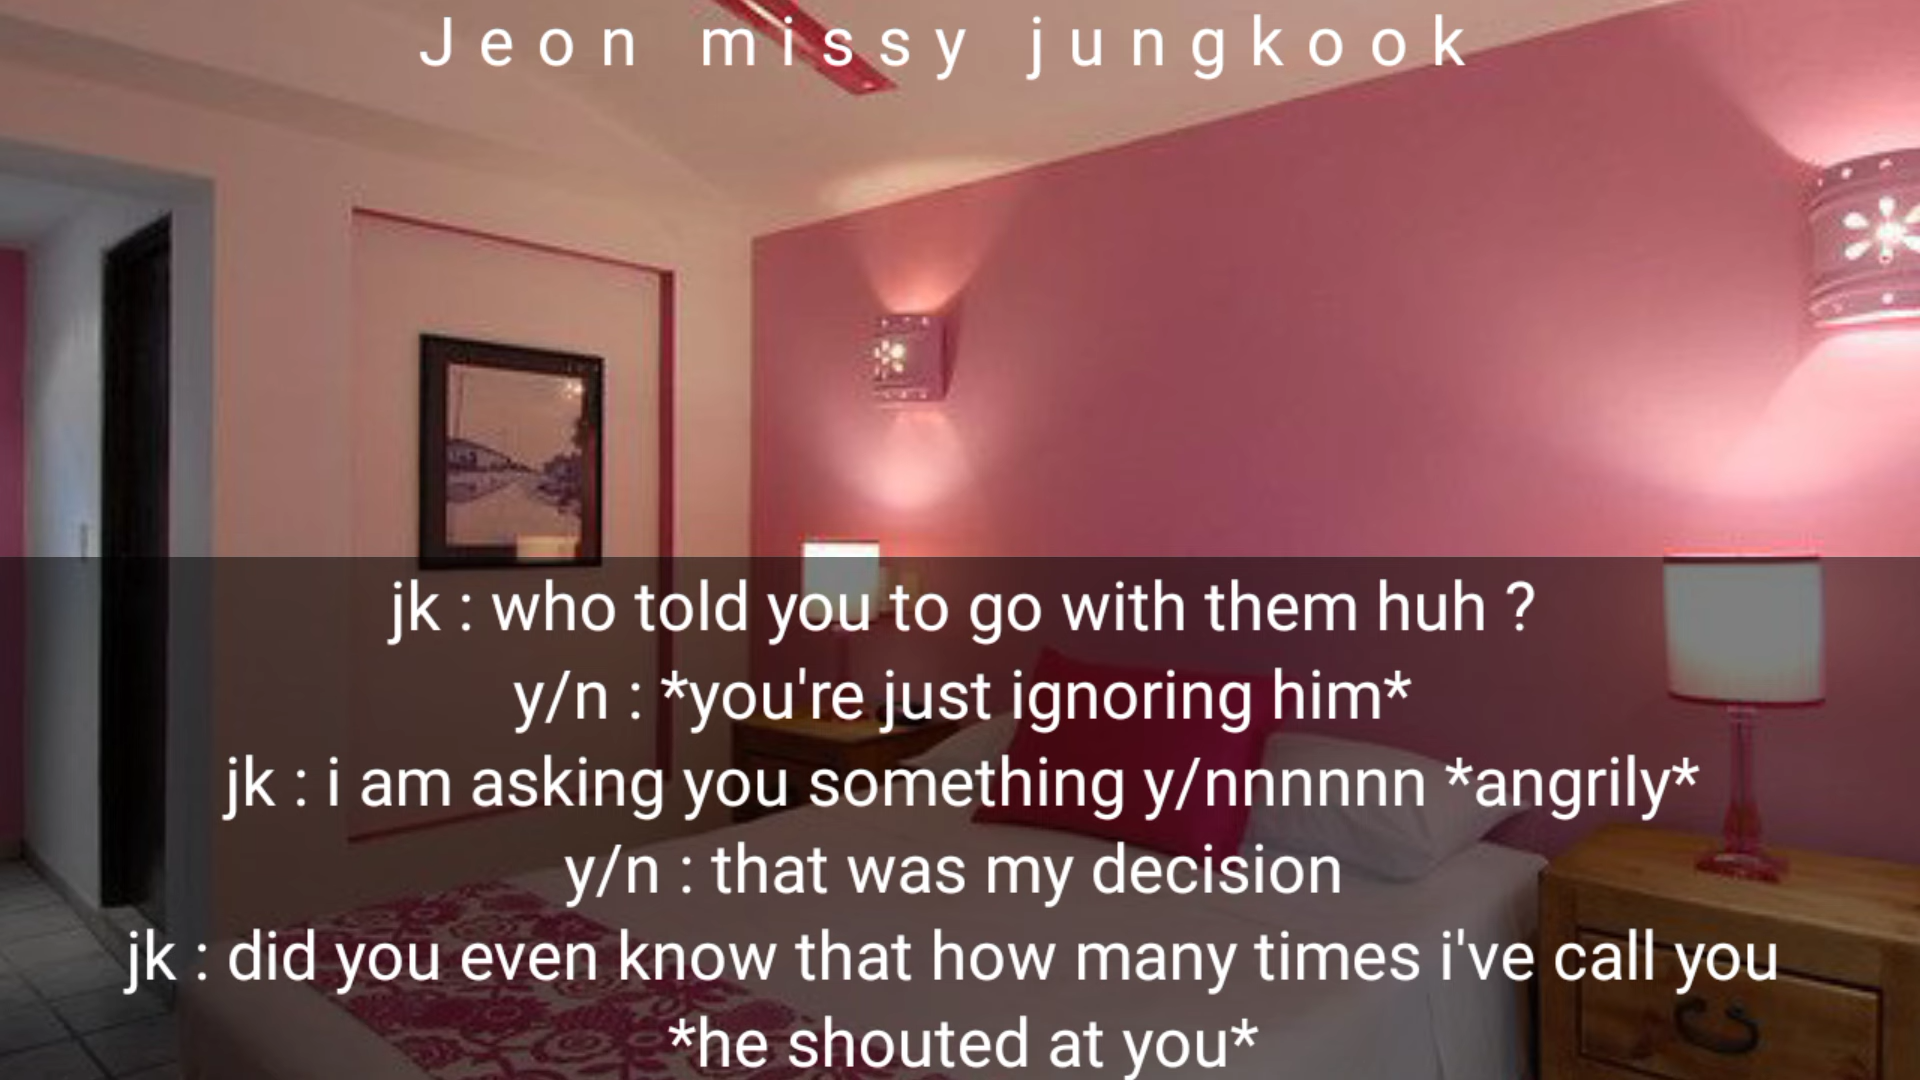 Jeon missy jungkook
jk : who told you to go with them huh ?
y/n : *you're just ignoring him*
jk : i am asking you something y/nnnnnn *angrily*
y/n : that was my decision
jk : did you even know that how many times i've call you
*he shouted at you*